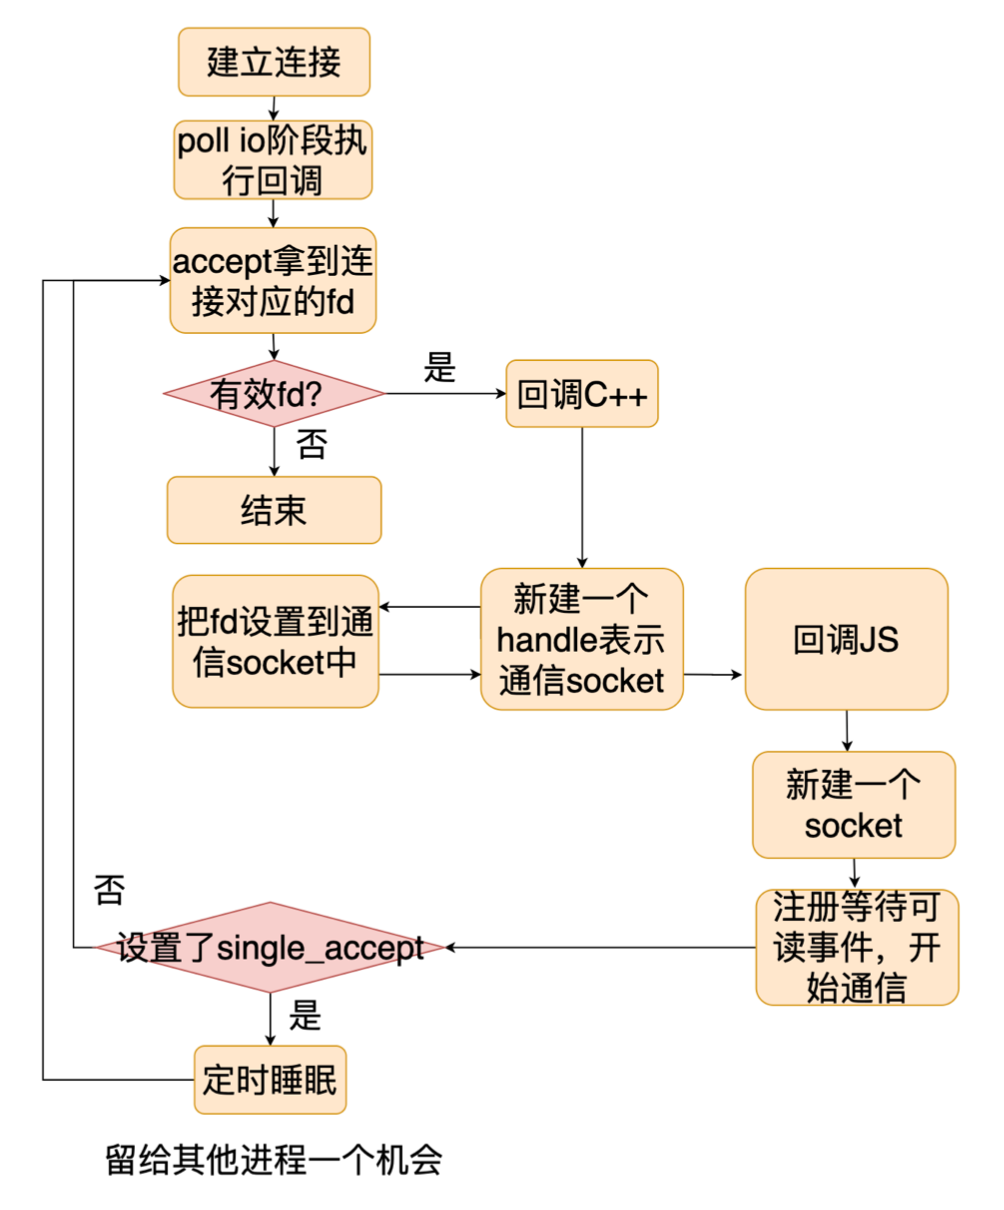 建立连接
poll io阶段执
行回调
accept拿到连
接对应的fd
有效fd?
是
回调C++
否
结束
把fd设置到通
信socket中
新建一个
handle表示
通信socket
回调JS
新建一个
socket
注册等待可
读事件，开
始通信
否
设置了single_accept
是
定时睡眠
留给其他进程一个机会